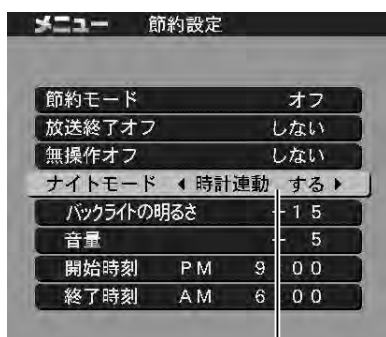 メニュー 節約設定
節約モード オフ
放送終了オフ しない
無操作オフ しない
ナイトモード ◀ 時計連動 する ▶
バックライトの明るさ -15
音量 - 5
開始時刻 PM 9 00
終了時刻 AM 6 00